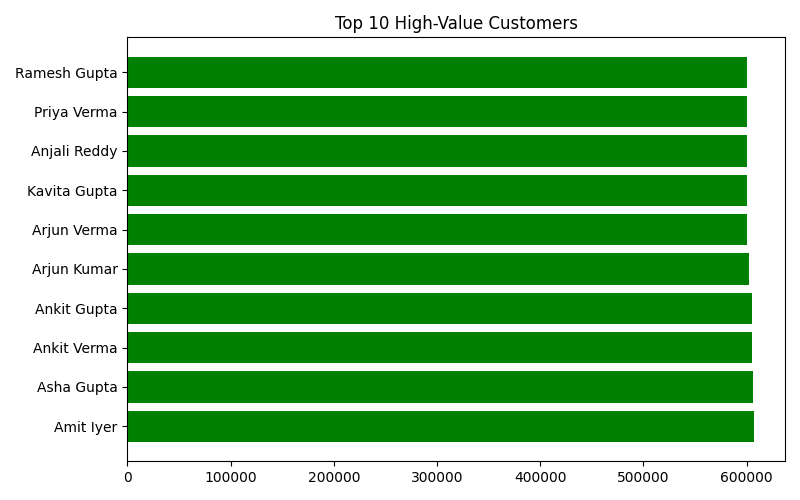 Top 10 High-Value Customers
Ramesh Gupta
Priya Verma
Anjali Reddy
Kavita Gupta
Arjun Verma
Arjun Kumar
Ankit Gupta
Ankit Verma
Asha Gupta
Amit Iyer
0 100000 200000 300000 400000 500000 600000